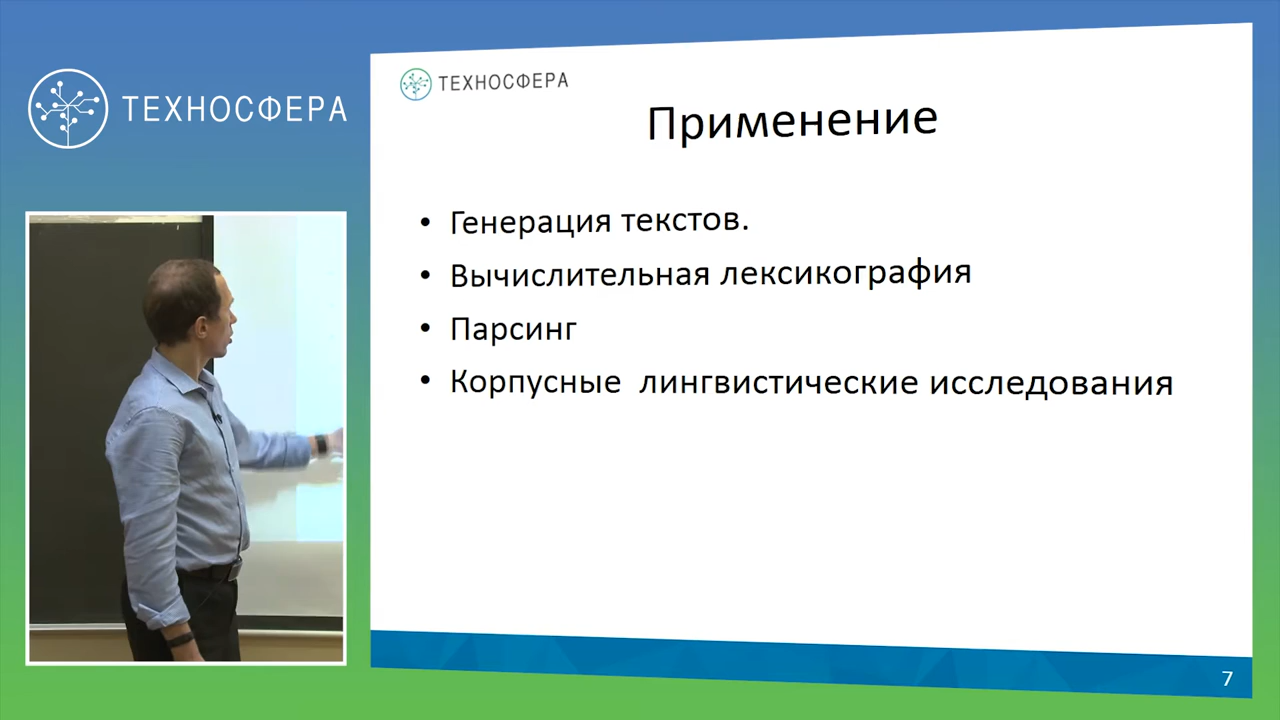 ТЕХНОСФЕРА
ТЕХНОСФЕРА
Применение
• Генерация текстов.
• Вычислительная лексикография
• Парсинг
• Корпусные лингвистические исследования
7